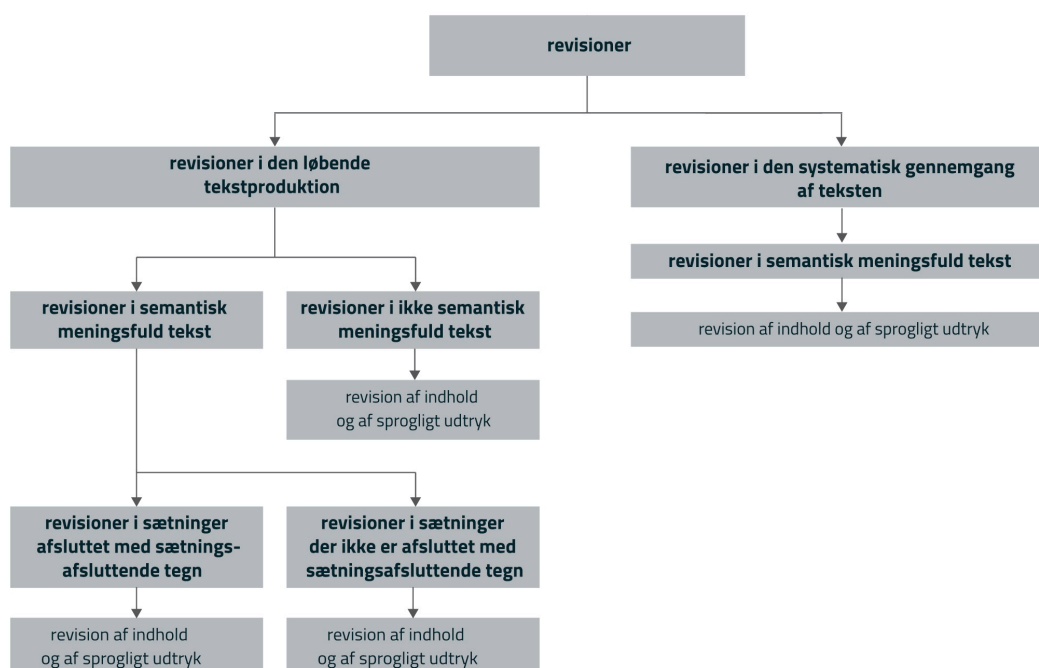 revisioner
revisioner i den løbende
tekstproduktion
revisioner i den systematisk gennemgang
af teksten
revisioner i semantisk meningsfuld tekst
revision af indhold og af sprogligt udtryk
revisioner i semantisk
meningsfuld tekst
revisioner i ikke semantisk
meningsfuld tekst
revision af indhold
og af sprogligt udtryk
revisioner i sætninger
afsluttet med sætnings-
afsluttende tegn
revisioner i sætninger
der ikke er afsluttet med
sætningsafsluttende tegn
revision af indhold
og af sprogligt udtryk
revision af indhold
og af sprogligt udtryk